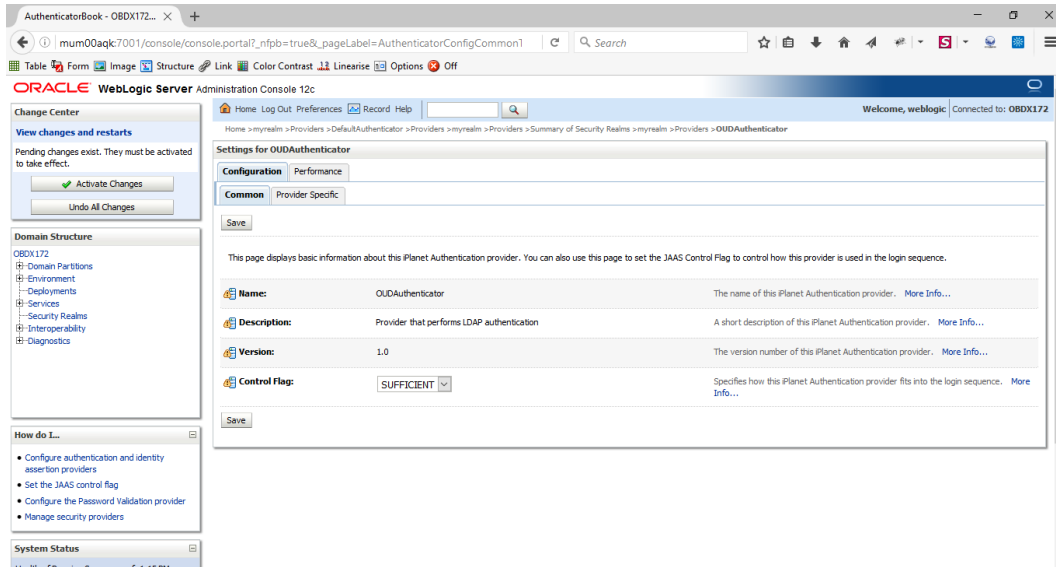 AuthenticatorBook - OBDX172...
mum00aqk:7001/console/console.portal?_nfpb=true&_pageLabel=AuthenticatorConfigCommonT
Search
Table Form Image Structure Link Color Contrast Linearise Options Off
ORACLE WebLogic Server Administration Console 12c
Change Center
View changes and restarts
Pending changes exist. They must be activated
to take effect.
Activate Changes
Undo All Changes
Domain Structure
OBDX172
Domain Partitions
Environment
Deployments
Services
Security Realms
Interoperability
Diagnostics
How do I...
Configure authentication and identity
assertion providers
Set the JAAS control flag
Configure the Password Validation provider
Manage security providers
System Status
Home Log Out Preferences Record Help
Welcome, weblogic Connected to: OBDX172
Home >myrealm >Providers >DefaultAuthenticator >Providers >myrealm >Providers >Summary of Security Realms >myrealm >Providers >OUDAuthenticator
Settings for OUDAuthenticator
Configuration Performance
Common Provider Specific
Save
This page displays basic information about this iPlanet Authentication provider. You can also use this page to set the JAAS Control Flag to control how this provider is used in the login sequence.
Name: OUDAuthenticator The name of this iPlanet Authentication provider. More Info...
Description: Provider that performs LDAP authentication A short description of this iPlanet Authentication provider. More Info...
Version: 1.0 The version number of this iPlanet Authentication provider. More Info...
Control Flag: SUFFICIENT Specifies how this iPlanet Authentication provider fits into the login sequence. More
Info...
Save